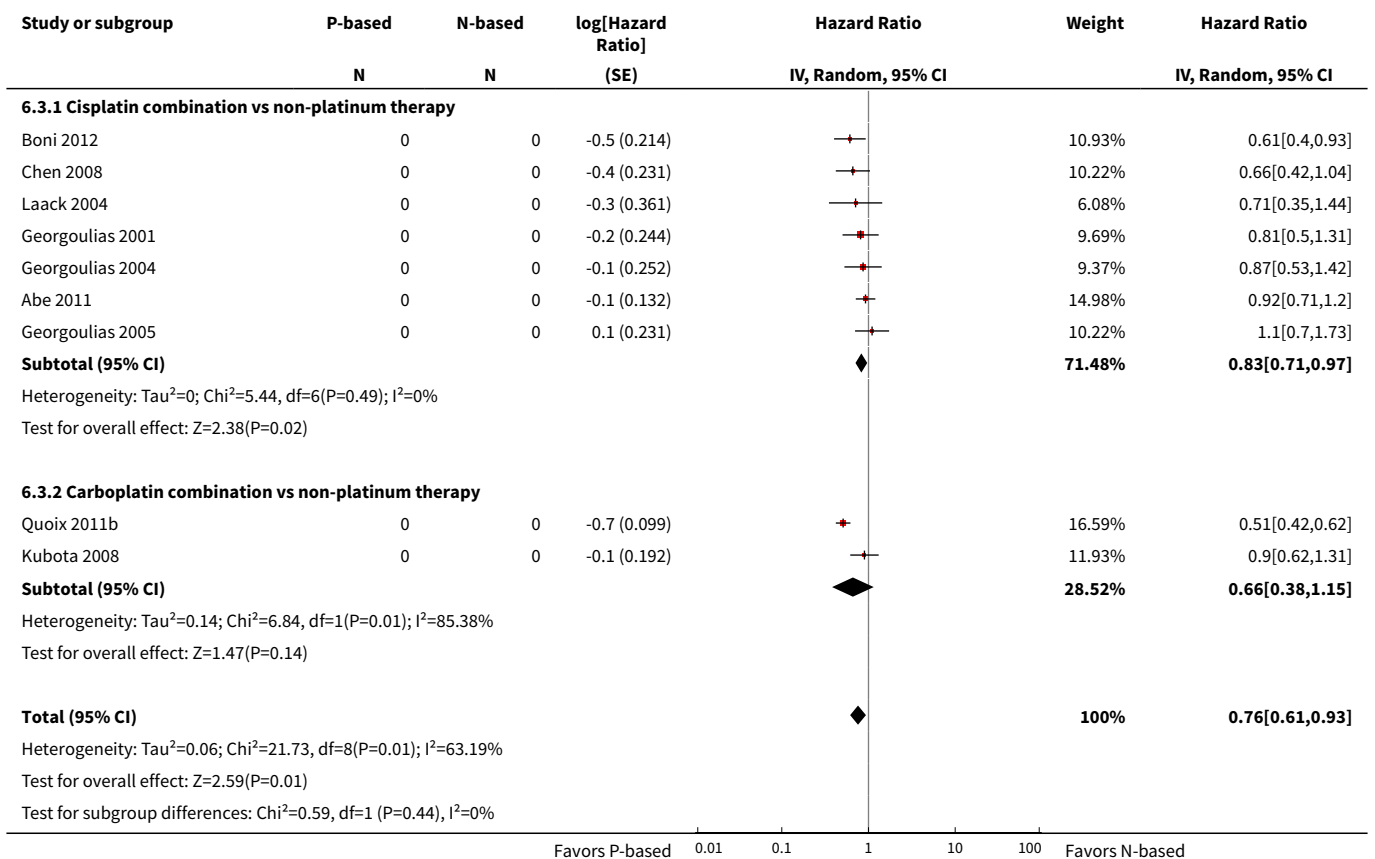 Study or subgroup P-based N-based log[Hazard Ratio] Hazard Ratio Weight Hazard Ratio
N N (SE) IV, Random, 95% CI IV, Random, 95% CI
6.3.1 Cisplatin combination vs non-platinum therapy
Boni 2012 0 0 -0.5 (0.214) 10.93% 0.61[0.4,0.93]
Chen 2008 0 0 -0.4 (0.231) 10.22% 0.66[0.42,1.04]
Laack 2004 0 0 -0.3 (0.361) 6.08% 0.71[0.35,1.44]
Georgoulias 2001 0 0 -0.2 (0.244) 9.69% 0.81[0.5,1.31]
Georgoulias 2004 0 0 -0.1 (0.252) 9.37% 0.87[0.53,1.42]
Abe 2011 0 0 -0.1 (0.132) 14.98% 0.92[0.71,1.2]
Georgoulias 2005 0 0 0.1 (0.231) 10.22% 1.1[0.7,1.73]
Subtotal (95% CI) 71.48% 0.83[0.71,0.97]
Heterogeneity: Tau²=0; Chi²=5.44, df=6(P=0.49); I²=0%
Test for overall effect: Z=2.38(P=0.02)
6.3.2 Carboplatin combination vs non-platinum therapy
Quoix 2011b 0 0 -0.7 (0.099) 16.59% 0.51[0.42,0.62]
Kubota 2008 0 0 -0.1 (0.192) 11.93% 0.9[0.62,1.31]
Subtotal (95% CI) 28.52% 0.66[0.38,1.15]
Heterogeneity: Tau²=0.14; Chi²=6.84, df=1(P=0.01); I²=85.38%
Test for overall effect: Z=1.47(P=0.14)
Total (95% CI) 100% 0.76[0.61,0.93]
Heterogeneity: Tau²=0.06; Chi²=21.73, df=8(P=0.01); I²=63.19%
Test for overall effect: Z=2.59(P=0.01)
Test for subgroup differences: Chi²=0.59, df=1 (P=0.44), I²=0%
Favors P-based 0.01 0.1 1 10 100 Favors N-based